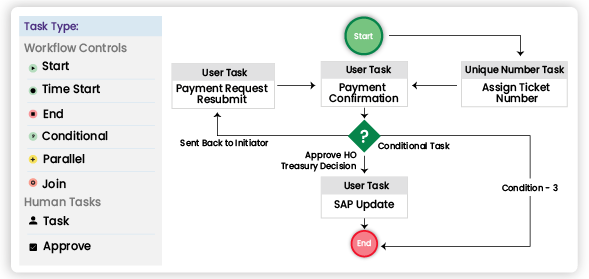 Task Type:
Workflow Controls
Start
Time Start
End
Conditional
Parallel
Join
Human Tasks
Task
Approve
Start
User Task
Payment Request
Resubmit
User Task
Payment
Confirmation
Unique Number Task
Assign Ticket
Number
?
Sent Back to Initiator
Conditional Task
Approve HO
Treasury Decision
Condition - 3
User Task
SAP Update
End